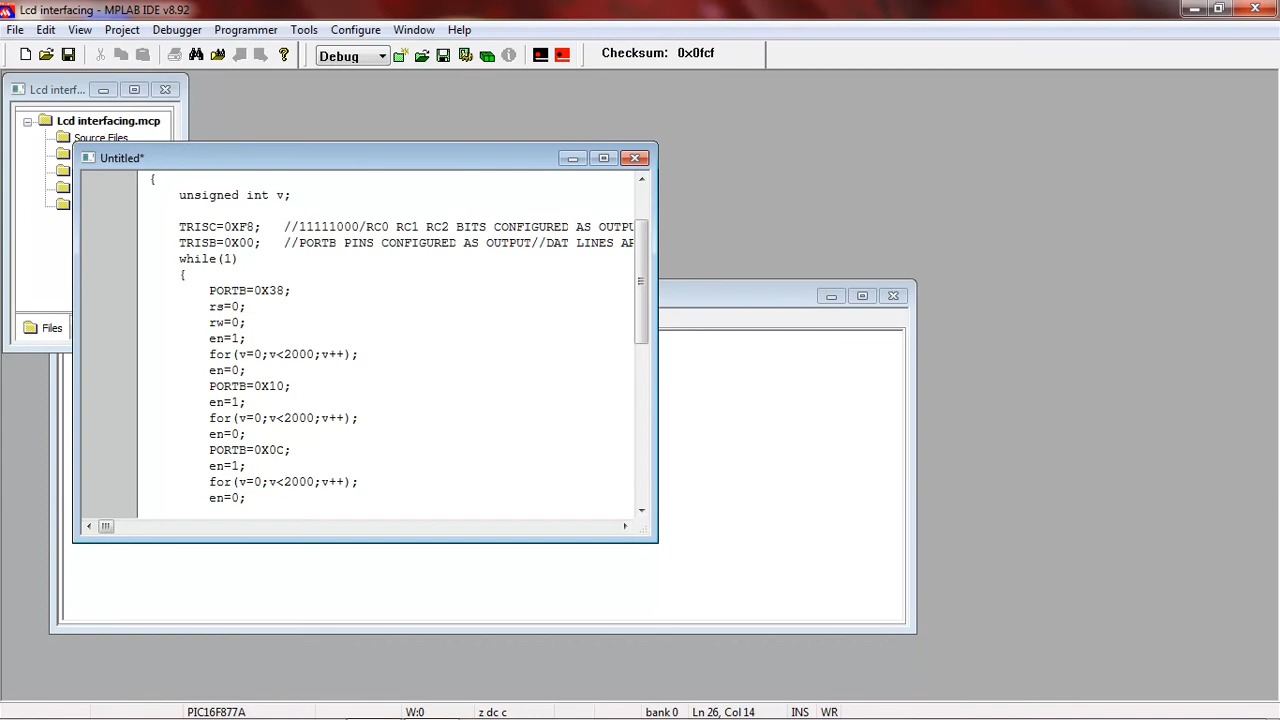 Lcd interfacing - MPLAB IDE v8.92
File Edit View Project Debugger Programmer Tools Configure Window Help
Debug Checksum: 0x0fcf
Lcd interf...
Lcd interfacing.mcp
Source Files
Files
Untitled*
{
unsigned int v;
TRISC=0XF8; //11111000/RC0 RC1 RC2 BITS CONFIGURED AS OUTPU
TRISB=0X00; //PORTB PINS CONFIGURED AS OUTPUT//DAT LINES AR
while(1)
{
PORTB=0X38;
rs=0;
rw=0;
en=1;
for(v=0;v<2000;v++);
en=0;
PORTB=0X10;
en=1;
for(v=0;v<2000;v++);
en=0;
PORTB=0X0C;
en=1;
for(v=0;v<2000;v++);
en=0;
PIC16F877A W:0 z dc c bank 0 Ln 26, Col 14 INS WR